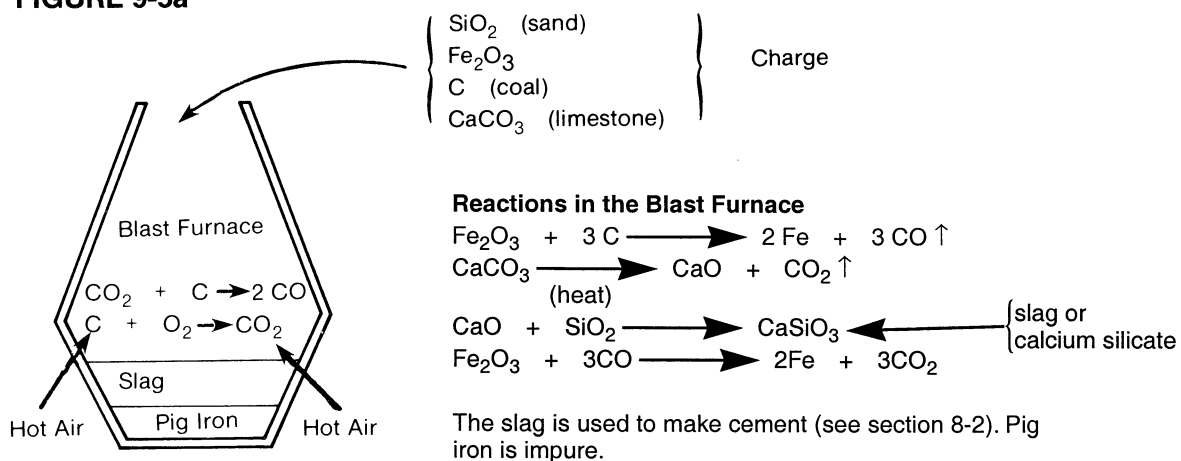 FIGURE 9-5a
SiO₂ (sand)
Fe₂O₃
C (coal)
CaCO₃ (limestone)
Charge
Blast Furnace
CO₂ + C → 2 CO
C + O₂ → CO₂
Slag
Pig Iron
Hot Air
Hot Air
Reactions in the Blast Furnace
Fe₂O₃ + 3 C → 2 Fe + 3 CO ↑
CaCO₃ → CaO + CO₂ ↑
(heat)
CaO + SiO₂ → CaSiO₃
slag or
calcium silicate
Fe₂O₃ + 3CO → 2Fe + 3CO₂
The slag is used to make cement (see section 8-2). Pig
iron is impure.